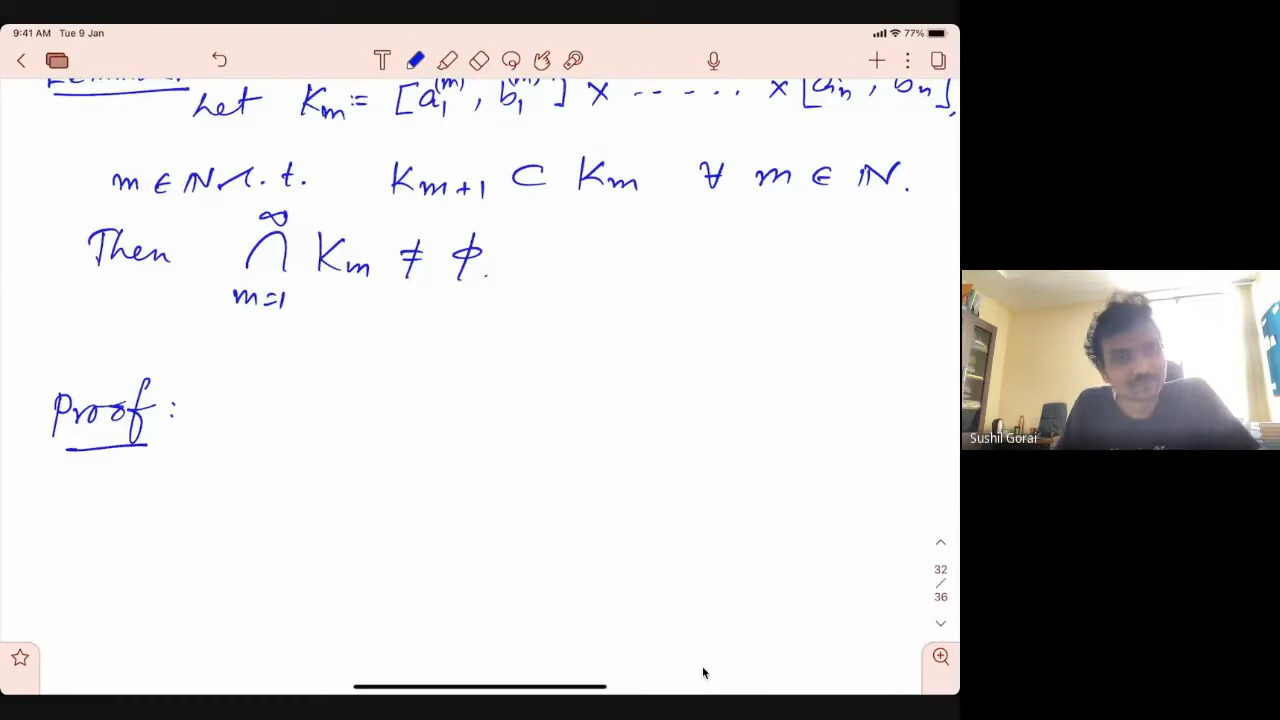 9:41 AM Tue 9 Jan
77%
Let Km := [a₁⁽ᵐ⁾, b₁⁽ᵐ⁾] × ...... × [aₙ, bₙ],
m ∈ ℕ s.t. Km+1 ⊂ Km ∀ m ∈ ℕ.
Then ∞⋂m=1 Km ≠ ϕ.
Proof:
Sushil Gorai
32
/
36